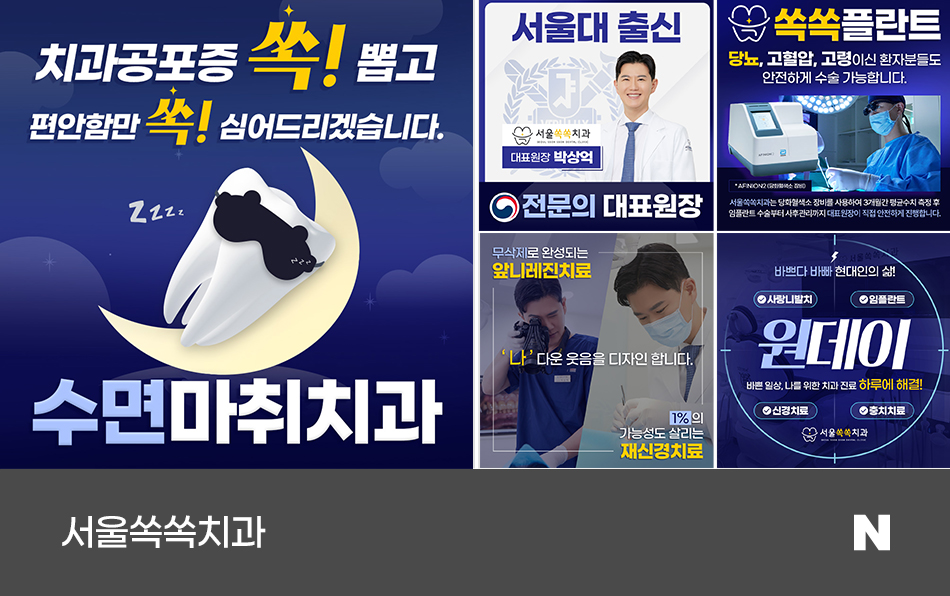 치과공포증 쏙! 뽑고
편안함만 쏙! 심어드리겠습니다.
zzzz
zzz
수면마취치과
서울대 출신
서울쏙쏙치과
대표원장 박상억
전문의 대표원장
쏙쏙플란트
당뇨, 고혈압, 고령이신 환자분들도
안전하게 수술 가능합니다.
* AFINION2 (당화혈색소 장비)
서울쏙쏙치과는 당화혈색소 장비를 사용하여 3개월간 평균수치 측정 후
임플란트 수술부터 사후관리까지 대표원장이 직접 안전하게 진행합니다.
무삭제로 완성되는
앞니레진치료
'나'다운 웃음을 디자인 합니다.
1%의
가능성도 살리는
재신경치료
바쁘다 바빠 현대인의 삶!
사랑니발치
임플란트
원데이
바쁜 일상, 나를 위한 치과 진료 하루에 해결!
신경치료
충치치료
서울쏙쏙치과
서울쏙쏙치과
N